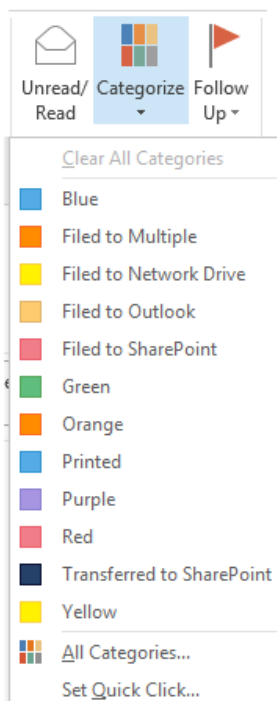 Unread/ Categorize Follow
Read Up
Clear All Categories
Blue
Filed to Multiple
Filed to Network Drive
Filed to Outlook
Filed to SharePoint
Green
Orange
Printed
Purple
Red
Transferred to SharePoint
Yellow
All Categories...
Set Quick Click...